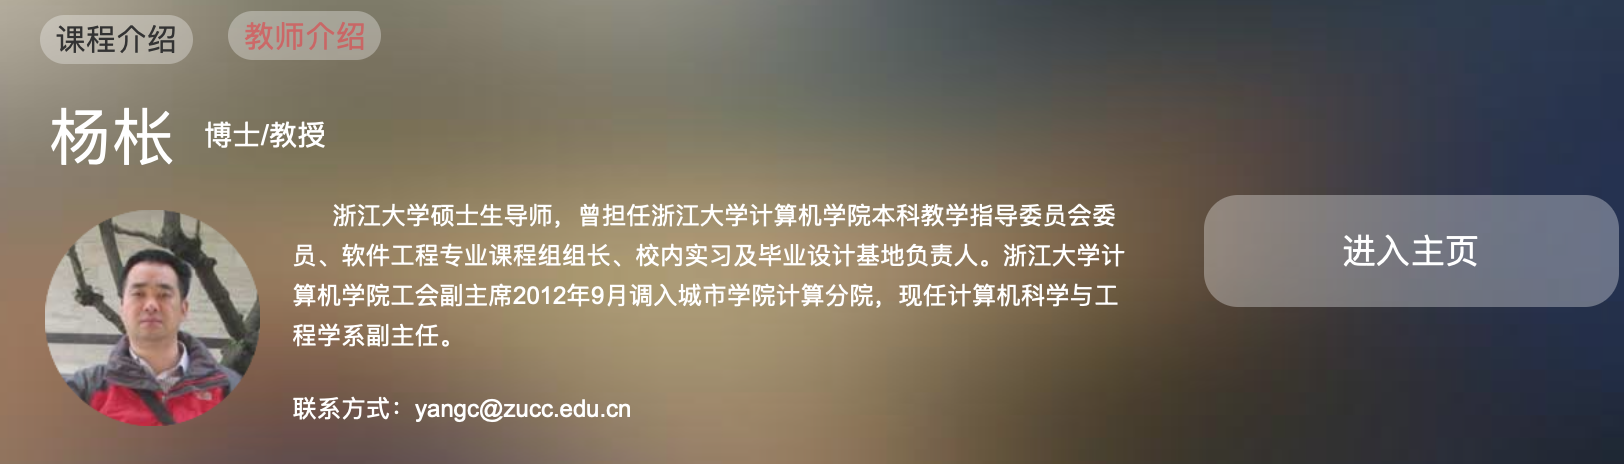 课程介绍 教师介绍
杨枨 博士/教授
浙江大学硕士生导师，曾担任浙江大学计算机学院本科教学指导委员会委
员、软件工程专业课程组组长、校内实习及毕业设计基地负责人。浙江大学计
算机学院工会副主席2012年9月调入城市学院计算分院，现任计算机科学与工
程学系副主任。
进入主页
联系方式：yangc@zucc.edu.cn